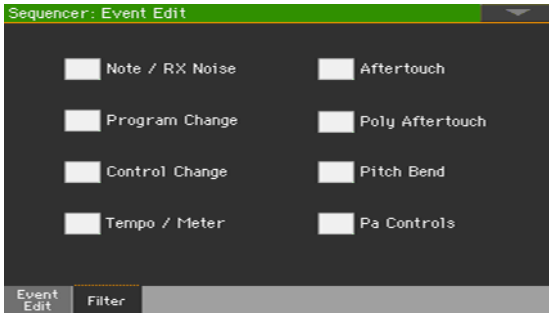 Sequencer: Event Edit
Note / RX Noise
Aftertouch
Program Change
Poly Aftertouch
Control Change
Pitch Bend
Tempo / Meter
Pa Controls
Event
Edit
Filter